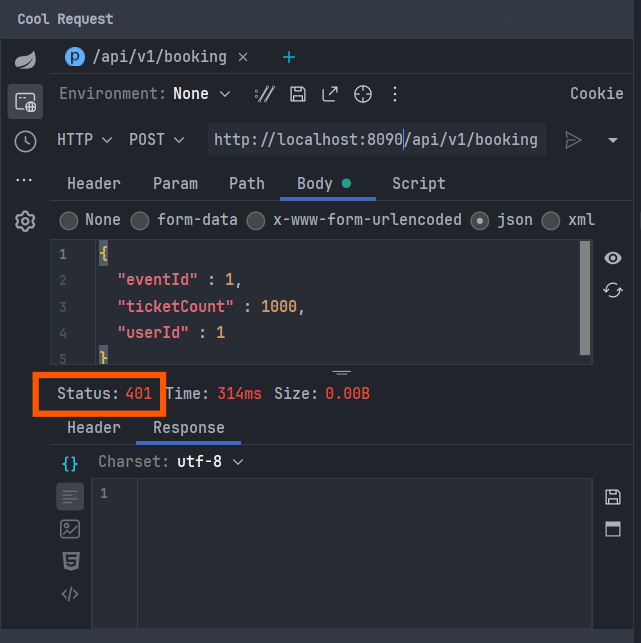 Cool Request
p /api/v1/booking
Environment: None
Cookie
HTTP POST http://localhost:8090/api/v1/booking
Header Param Path Body Script
None form-data x-www-form-urlencoded json xml
1 {
2 "eventId" : 1,
3 "ticketCount" : 1000,
4 "userId" : 1
5 }
Status: 401 Time: 314ms Size: 0.00B
Header Response
{} Charset: utf-8
1